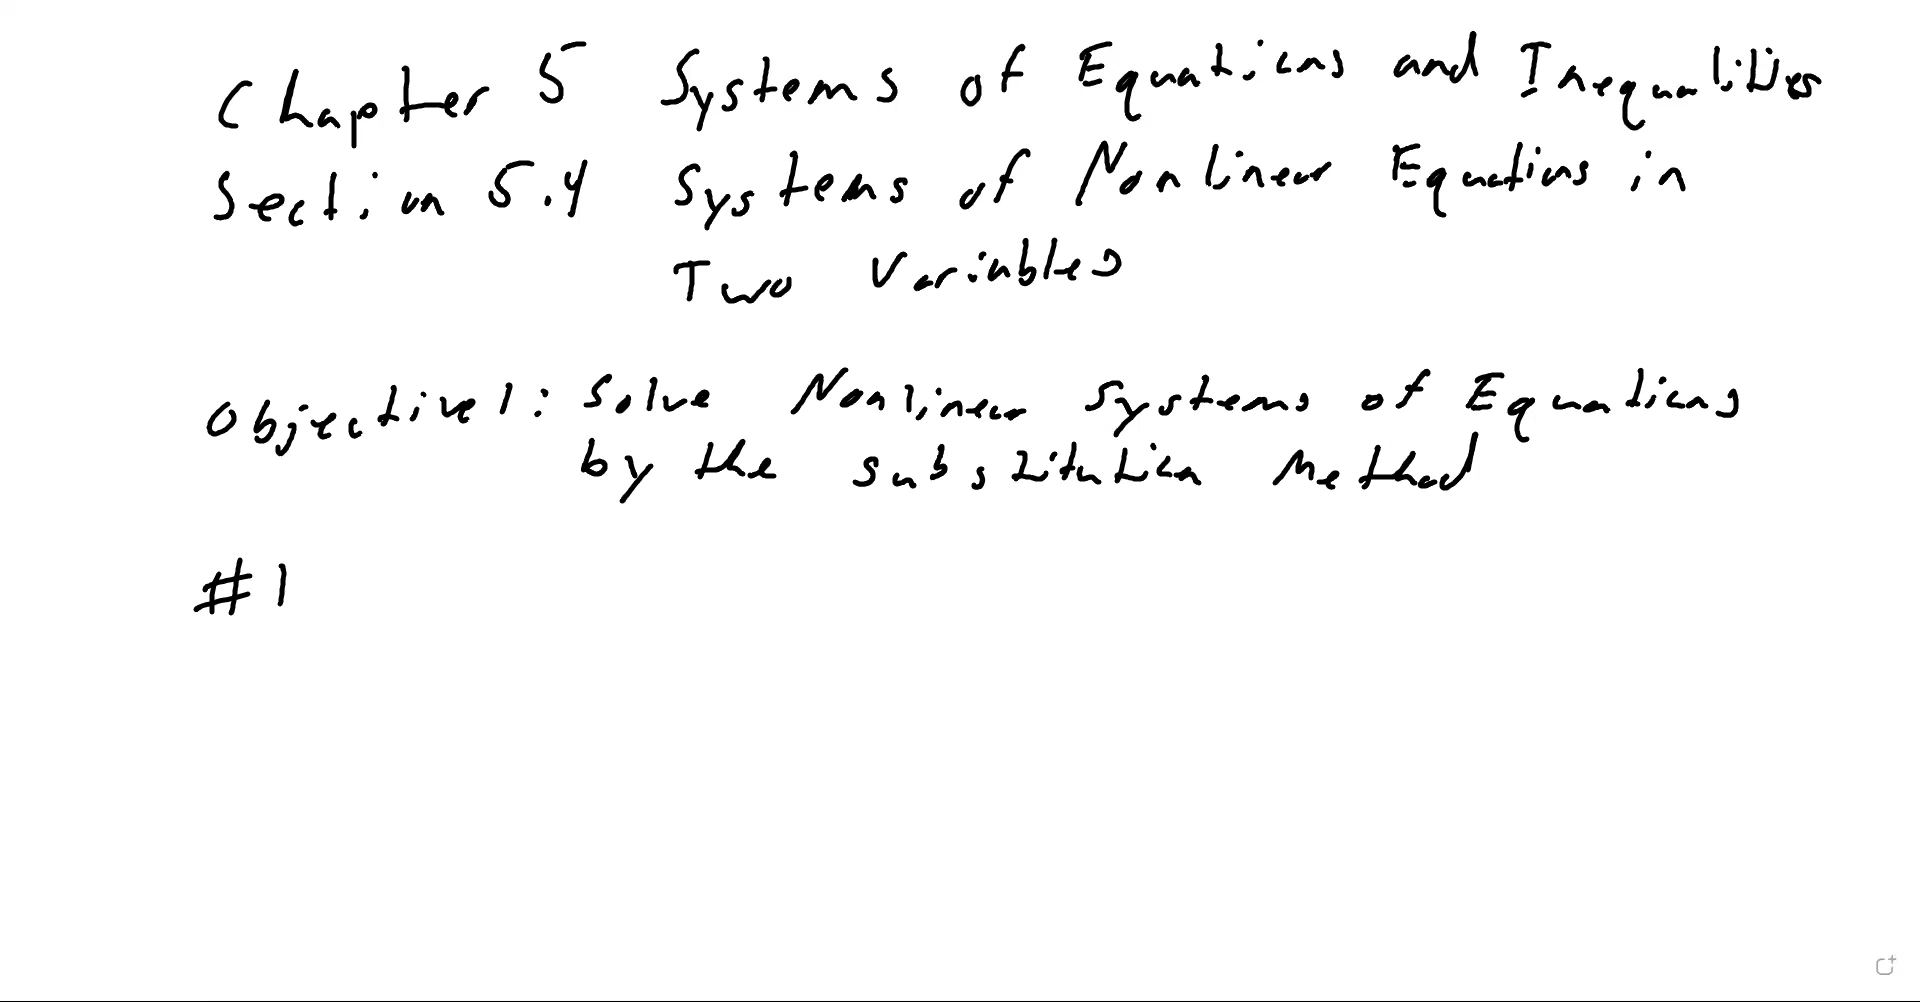 Chapter 5 Systems of Equations and Inequalities
Section 5.4 Systems of Nonlinear Equations in
Two Variables
Objective 1: Solve Nonlinear Systems of Equations
by the substitution Method
#1